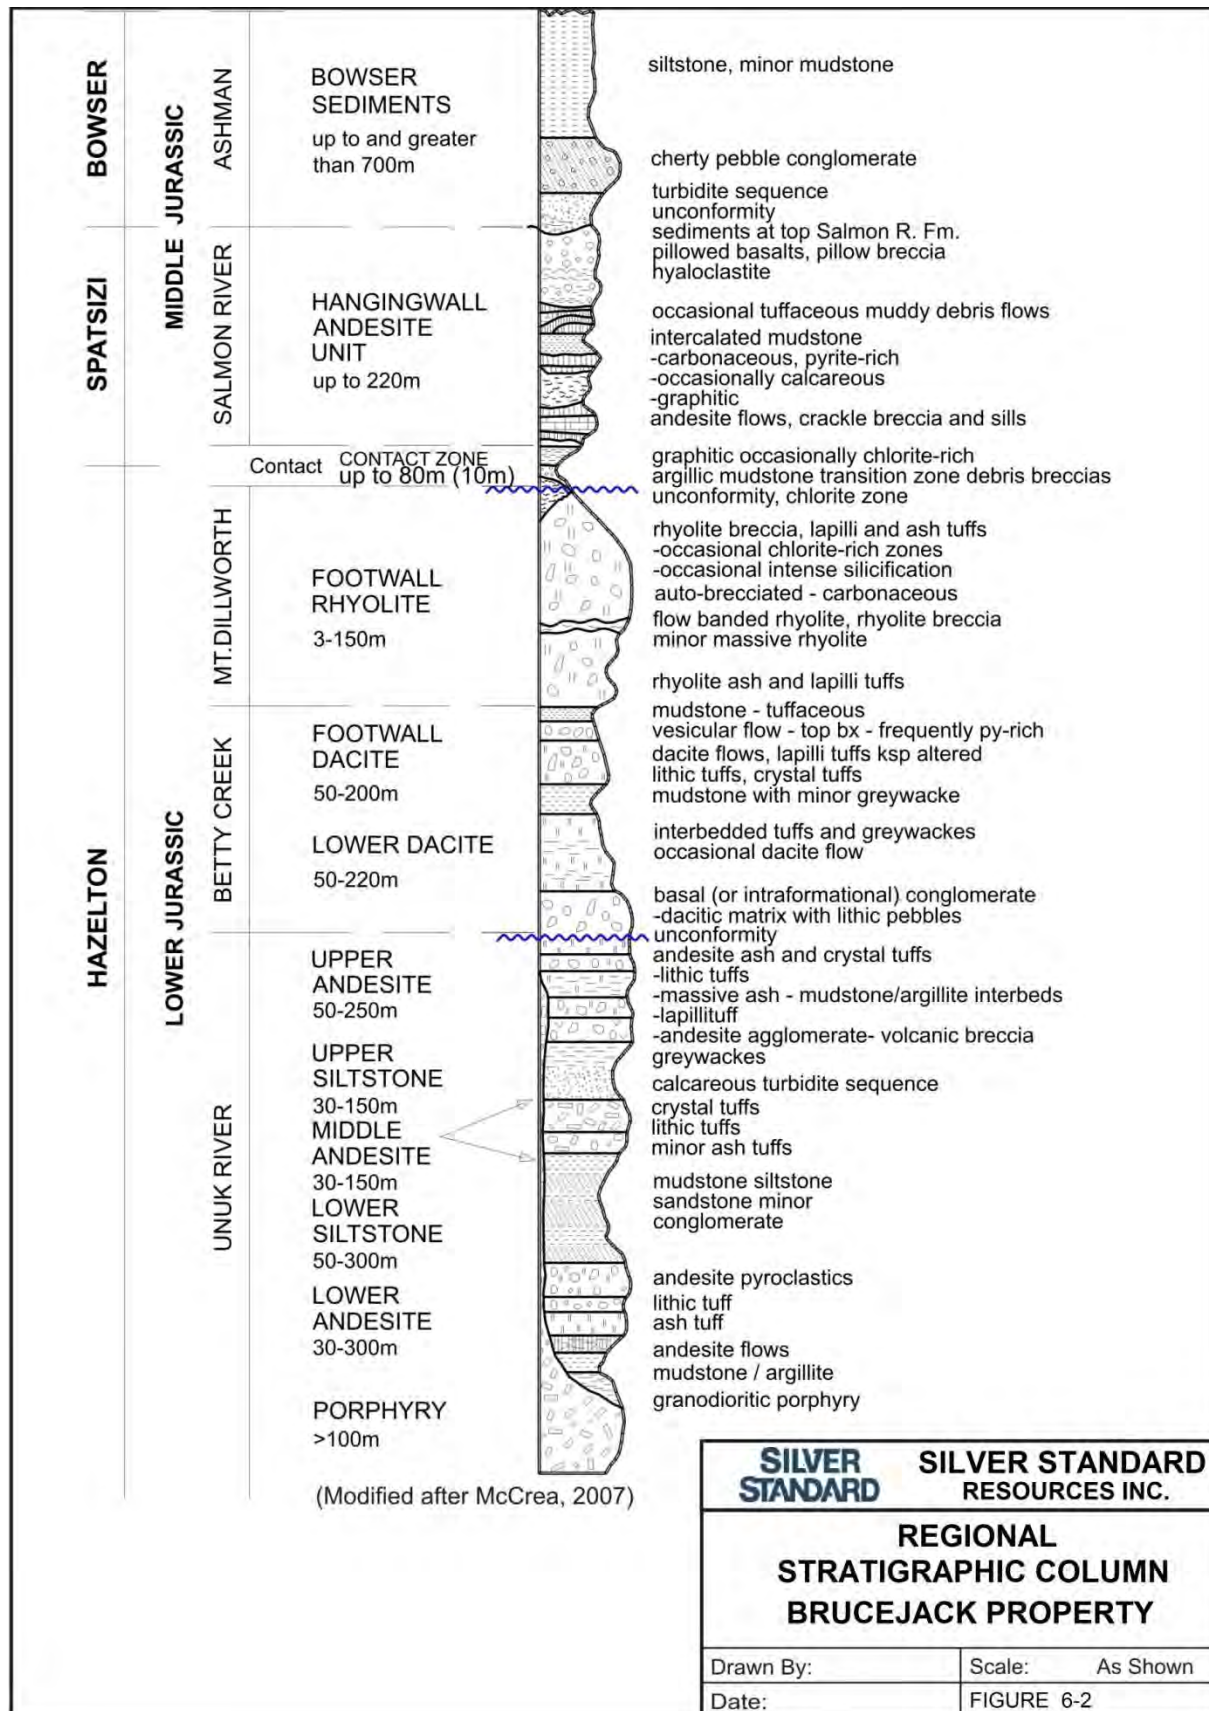 BOWSER
SPATSIZI
HAZELTON
MIDDLE JURASSIC
LOWER JURASSIC
ASHMAN
SALMON RIVER
Contact
MT.DILLWORTH
BETTY CREEK
UNUK RIVER
BOWSER
SEDIMENTS
up to and greater
than 700m
HANGINGWALL
ANDESITE
UNIT
up to 220m
CONTACT ZONE
up to 80m (10m)
FOOTWALL
RHYOLITE
3-150m
FOOTWALL
DACITE
50-200m
LOWER DACITE
50-220m
UPPER
ANDESITE
50-250m
UPPER
SILTSTONE
30-150m
MIDDLE
ANDESITE
30-150m
LOWER
SILTSTONE
50-300m
LOWER
ANDESITE
30-300m
PORPHYRY
>100m
(Modified after McCrea, 2007)
siltstone, minor mudstone
cherty pebble conglomerate
turbidite sequence
unconformity
sediments at top Salmon R. Fm.
pillowed basalts, pillow breccia
hyaloclastite
occasional tuffaceous muddy debris flows
intercalated mudstone
-carbonaceous, pyrite-rich
-occasionally calcareous
-graphitic
andesite flows, crackle breccia and sills
graphitic occasionally chlorite-rich
argillic mudstone transition zone debris breccias
unconformity, chlorite zone
rhyolite breccia, lapilli and ash tuffs
-occasional chlorite-rich zones
-occasional intense silicification
auto-brecciated - carbonaceous
flow banded rhyolite, rhyolite breccia
minor massive rhyolite
rhyolite ash and lapilli tuffs
mudstone - tuffaceous
vesicular flow - top bx - frequently py-rich
dacite flows, lapilli tuffs ksp altered
lithic tuffs, crystal tuffs
mudstone with minor greywacke
interbedded tuffs and greywackes
occasional dacite flow
basal (or intraformational) conglomerate
-dacitic matrix with lithic pebbles
unconformity
andesite ash and crystal tuffs
-lithic tuffs
-massive ash - mudstone/argillite interbeds
-lapillituff
-andesite agglomerate- volcanic breccia
greywackes
calcareous turbidite sequence
crystal tuffs
lithic tuffs
minor ash tuffs
mudstone siltstone
sandstone minor
conglomerate
andesite pyroclastics
lithic tuff
ash tuff
andesite flows
mudstone / argillite
granodioritic porphyry
SILVER
STANDARD
SILVER STANDARD
RESOURCES INC.
REGIONAL
STRATIGRAPHIC COLUMN
BRUCEJACK PROPERTY
Drawn By:
Scale: As Shown
Date:
FIGURE 6-2